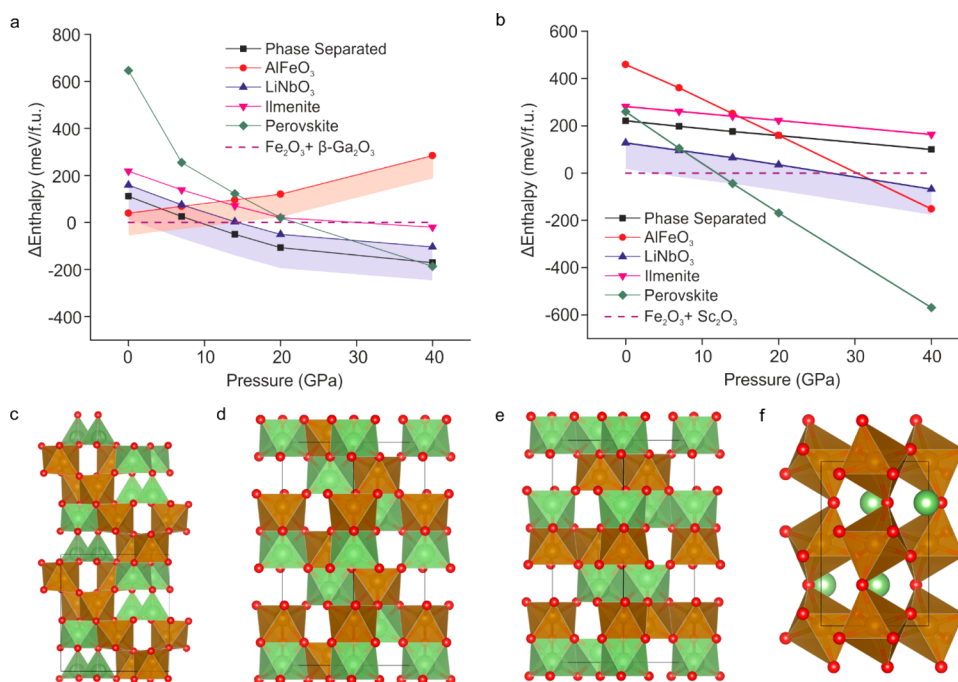 a
800
600
400
200
0
-200
-400
ΔEnthalpy (meV/f.u.)
Phase Separated
AlFeO₃
LiNbO₃
Ilmenite
Perovskite
Fe₂O₃+ β-Ga₂O₃
0 10 20 30 40
Pressure (GPa)
b
600
400
200
0
-200
-400
-600
ΔEnthalpy (meV/f.u.)
Phase Separated
AlFeO₃
LiNbO₃
Ilmenite
Perovskite
Fe₂O₃+ Sc₂O₃
0 10 20 30 40
Pressure (GPa)
c
d
e
f